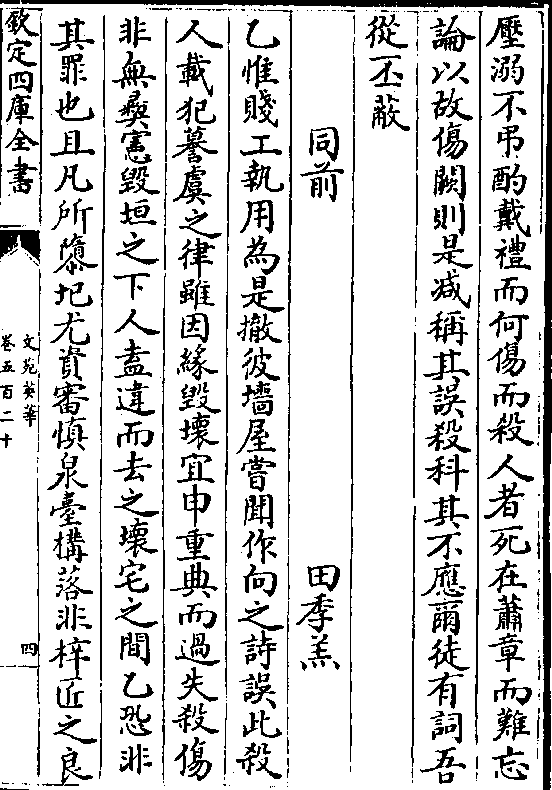 壓溺不弔酌戴禮而何傷而殺人者死在蕭章而難忘
論以故傷闕則是減稱其誤殺科其不應爾徒有詞吾
從丕蔽
同前 田季羔
乙惟賤工執用為是撤彼墻屋嘗聞作向之詩誤此殺
人載犯蓦虞之律雖因緣毀壞宜申重典而過失殺傷
非無彝憲毀垣之下人盍違而去之壞宅之間乙恐非
其罪也且凡所隳圮尤資審慎泉臺構落非梓匠之良
欽定四庫全書
文苑英華
卷五百二十
四